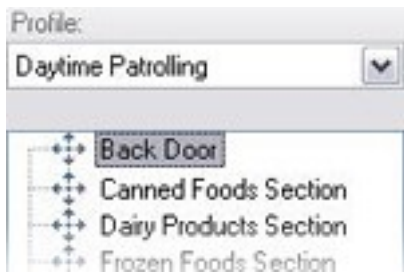 Profile:
Daytime Patrolling
Back Door
Canned Foods Section
Dairy Products Section
Frozen Foods Section